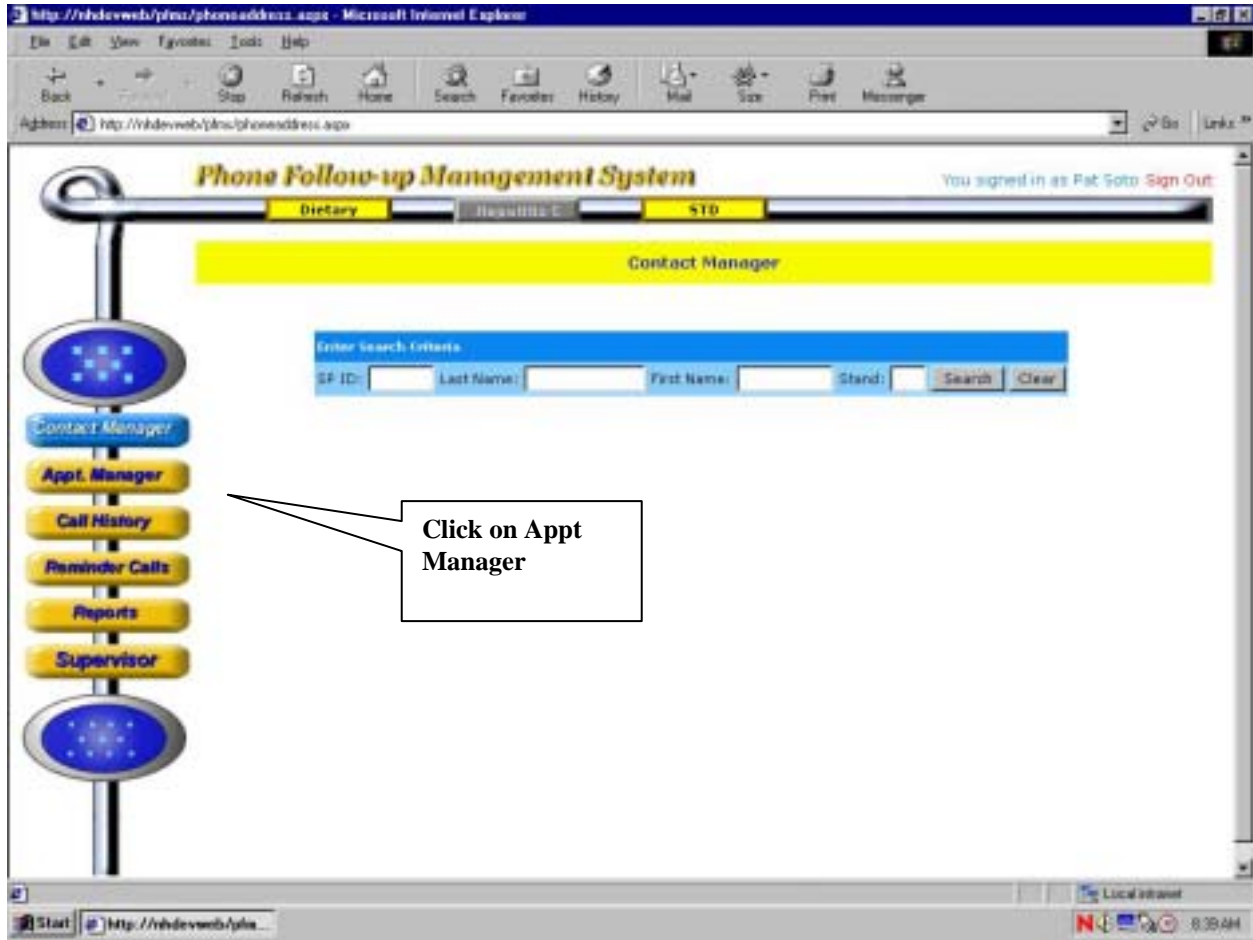 http://nhdevweb/pfms/phoneaddress.aspx - Microsoft Internet Explorer
File Edit View Favorites Tools Help
Back Forward Stop Refresh Home Search Favorites History Mail Size Print Messenger
Address http://nhdevweb/pfms/phoneaddress.aspx Go Links »
Phone Follow-up Management System
You signed in as Pat Soto Sign Out
Dietary Hepatitis C STD
Contact Manager
Enter Search Criteria
SP ID: Last Name: First Name: Stand: Search Clear
Contact Manager
Appt. Manager
Call History
Reminder Calls
Reports
Supervisor
Click on Appt
Manager
Local intranet
Start http://nhdevweb/pfm... 8:39 AM